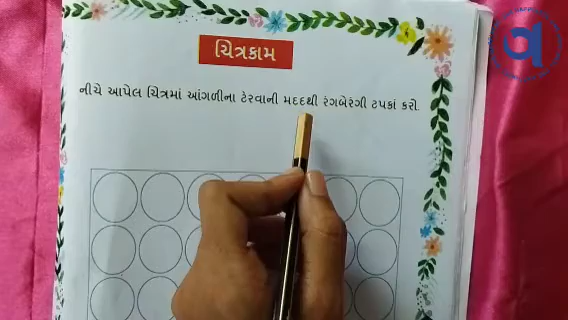 ચિત્રકામ
નીચે આપેલ ચિત્રમાં આંગળીના ટેરવાની મદદથી રંગબેરંગી ટપકાં કરો.